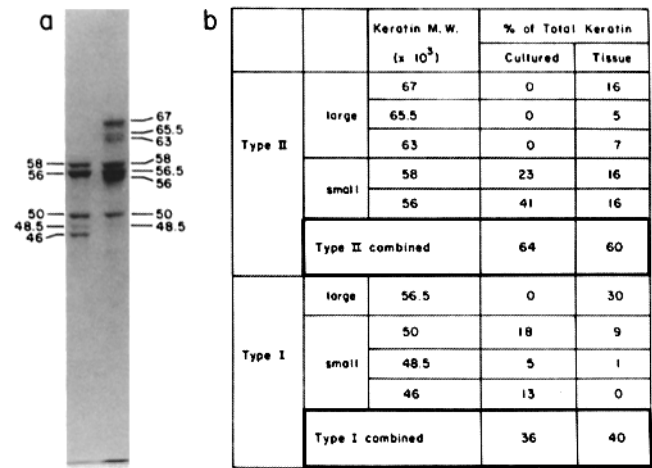 a
67
65.5
63
58 58
56 56.5
56
50 50
48.5 48.5
46
b
Keratin M.W. % of Total Keratin
(x 10³) Cultured Tissue
67 0 16
large 65.5 0 5
63 0 7
Type II
small 58 23 16
56 41 16
Type II combined 64 60
large 56.5 0 30
50 18 9
Type I small 48.5 5 1
46 13 0
Type I combined 36 40